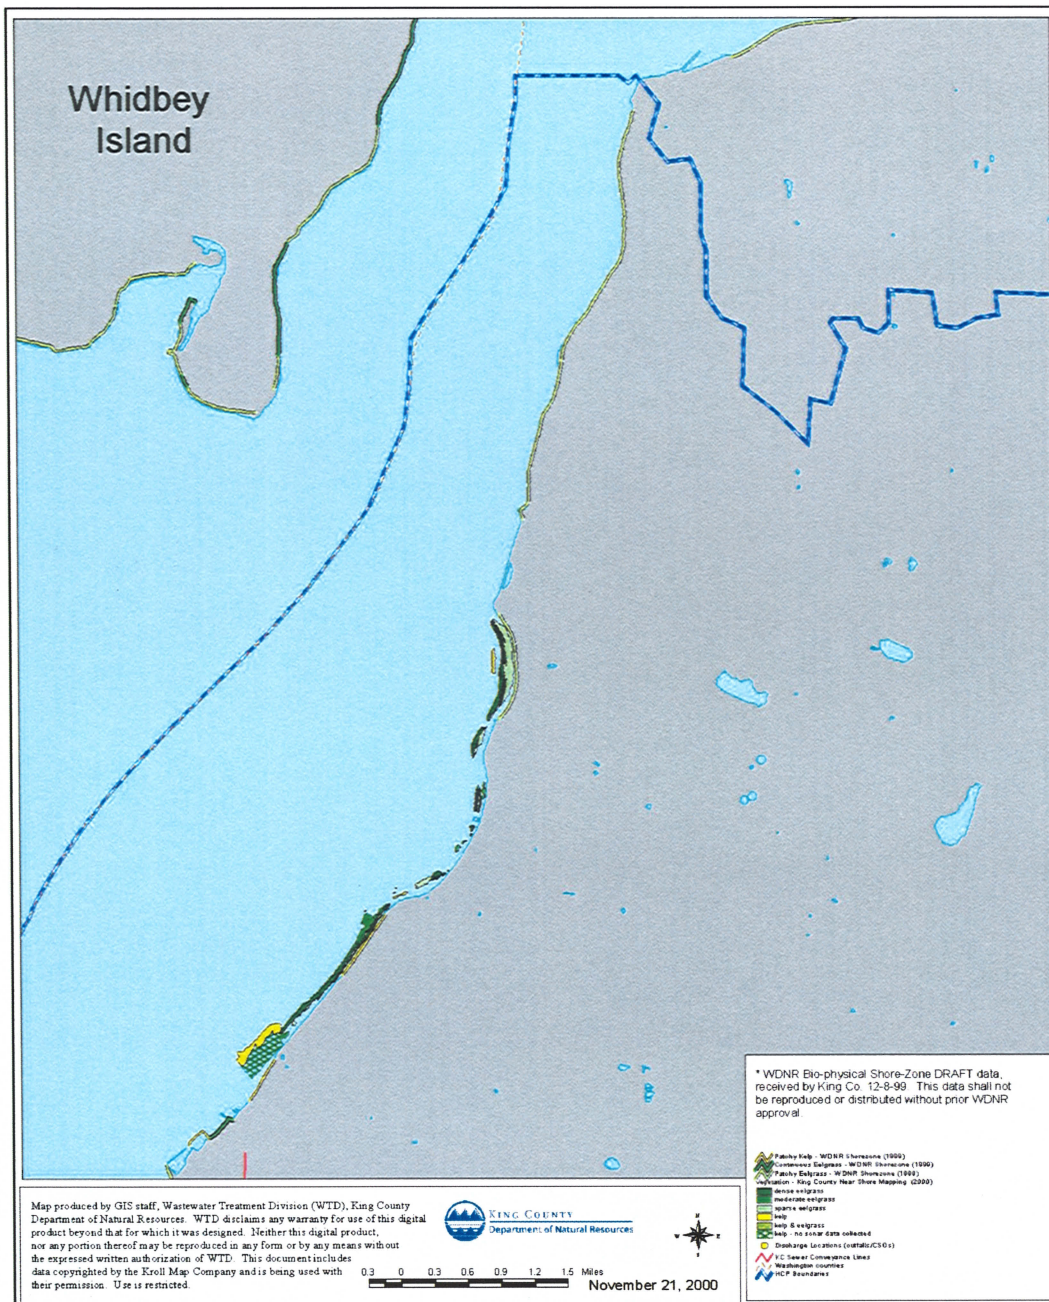 Whidbey
Island
* WDNR Bio-physical Shore-Zone DRAFT data,
received by King Co. 12-8-99. This data shall not
be reproduced or distributed without prior WDNR
approval.
Patchy Kelp - WDNR Shorezone (1999)
Continuous Eelgrass - WDNR Shorezone (1999)
Patchy Eelgrass - WDNR Shorezone (1999)
Vegetation - King County Near Shore Mapping (2000)
dense eelgrass
moderate eelgrass
sparse eelgrass
kelp
kelp & eelgrass
kelp - no sonar data collected
Discharge Locations (outfalls/CSOs)
KC Sewer Conveyance Lines
Washington counties
HCP Boundaries
Map produced by GIS staff, Wastewater Treatment Division (WTD), King County
Department of Natural Resources. WTD disclaims any warranty for use of this digital
product beyond that for which it was designed. Neither this digital product,
nor any portion thereof may be reproduced in any form or by any means without
the expressed written authorization of WTD. This document includes
data copyrighted by the Kroll Map Company and is being used with
their permission. Use is restricted.
KING COUNTY
Department of Natural Resources
N
W E
S
0.3 0 0.3 0.6 0.9 1.2 1.5 Miles
November 21, 2000